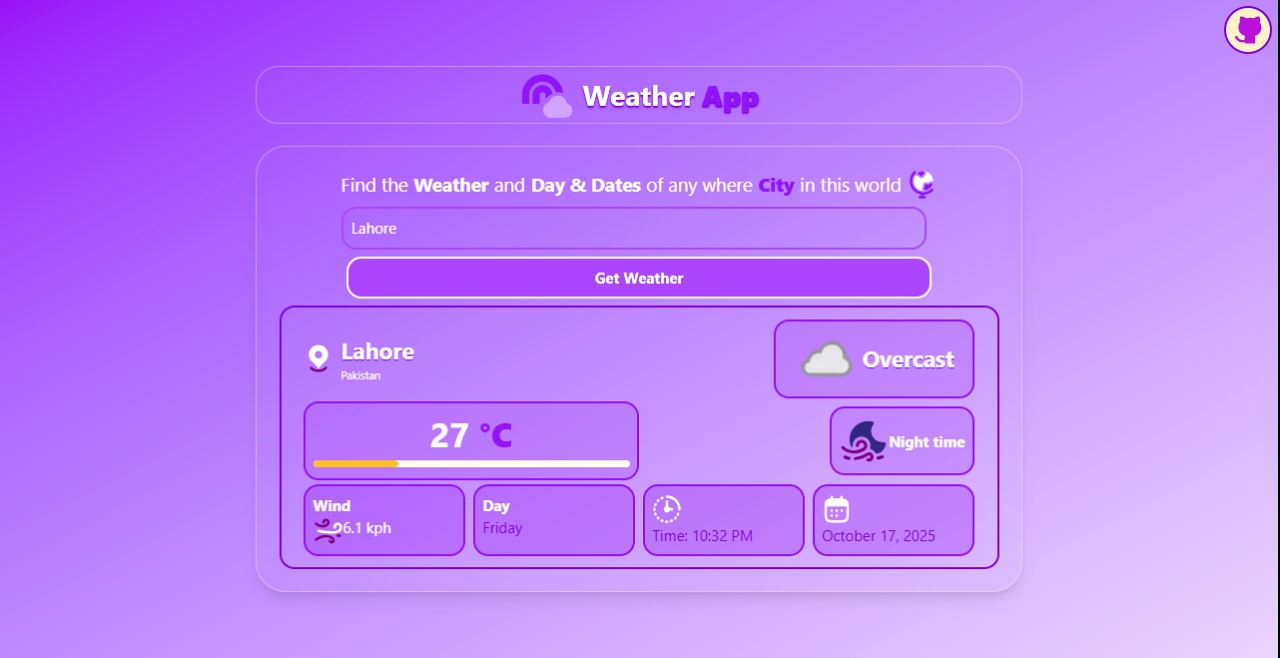 Weather App
Find the Weather and Day & Dates of any where City in this world
Lahore
Get Weather
Lahore
Pakistan
Overcast
27 °C
Night time
Wind
6.1 kph
Day
Friday
Time: 10:32 PM
October 17, 2025